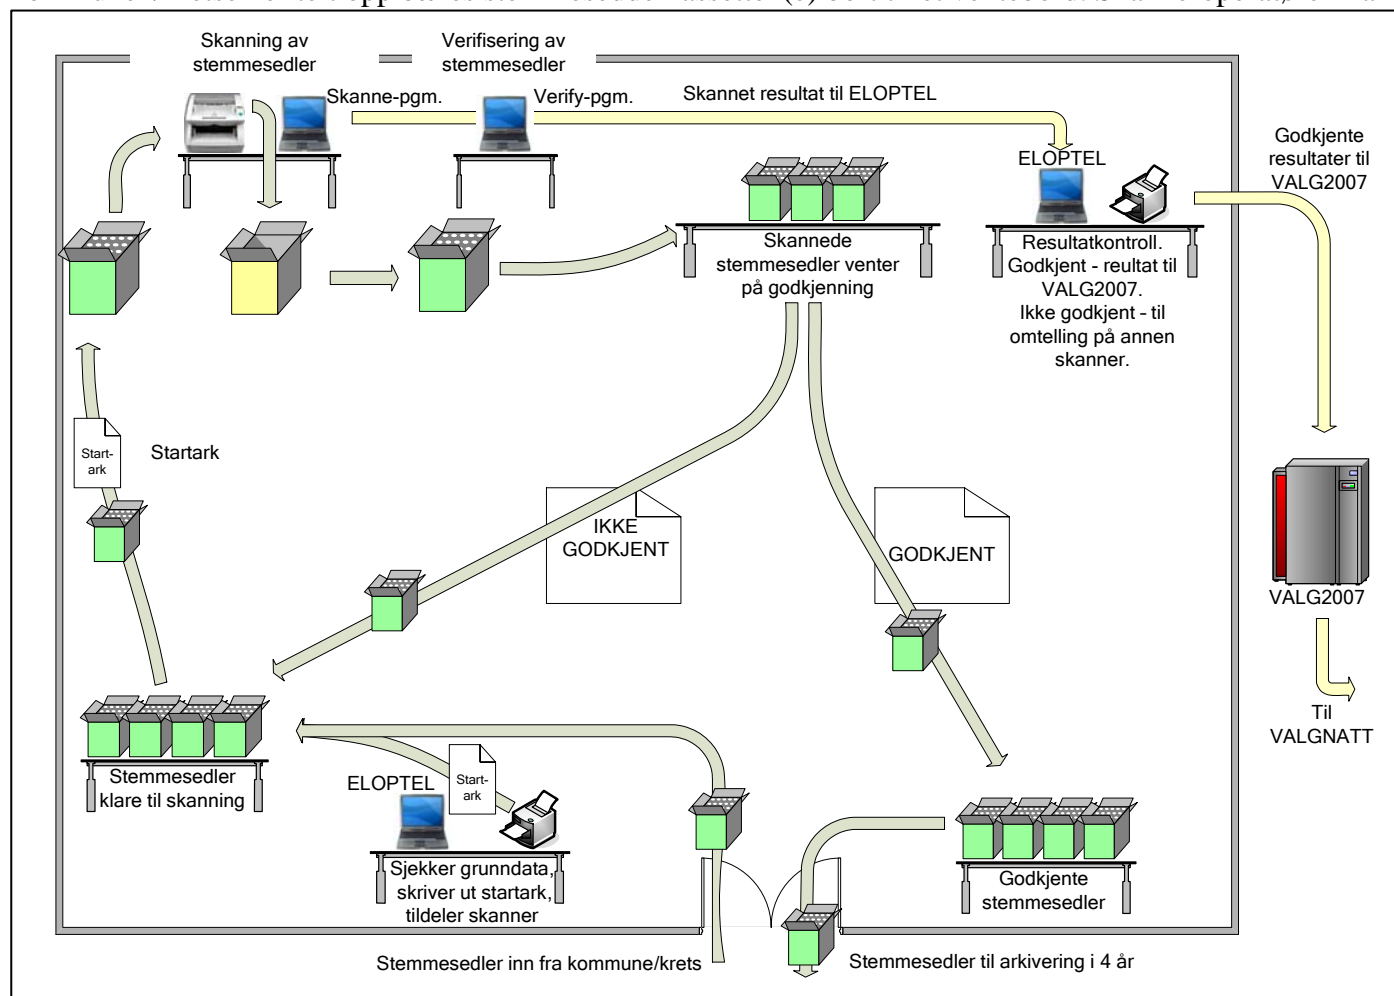 Skanning av
stemmesedler
Verifisering av
stemmesedler
Skanne-pgm.
Verify-pgm.
Skannet resultat til ELOPTEL
ELOPTEL
Godkjente
resultater til
VALG2007
Skannede
stemmesedler venter
på godkjenning
Resultatkontroll.
Godkjent - reultat til
VALG2007.
Ikke godkjent - til
omtelling på annen
skanner.
Start-
ark
Startark
IKKE
GODKJENT
GODKJENT
VALG2007
Til
VALGNATT
Stemmesedler
klare til skanning
ELOPTEL
Start-
ark
Sjekker grunndata,
skriver ut startark,
tildeler skanner
Godkjente
stemmesedler
Stemmesedler inn fra kommune/krets
Stemmesedler til arkivering i 4 år